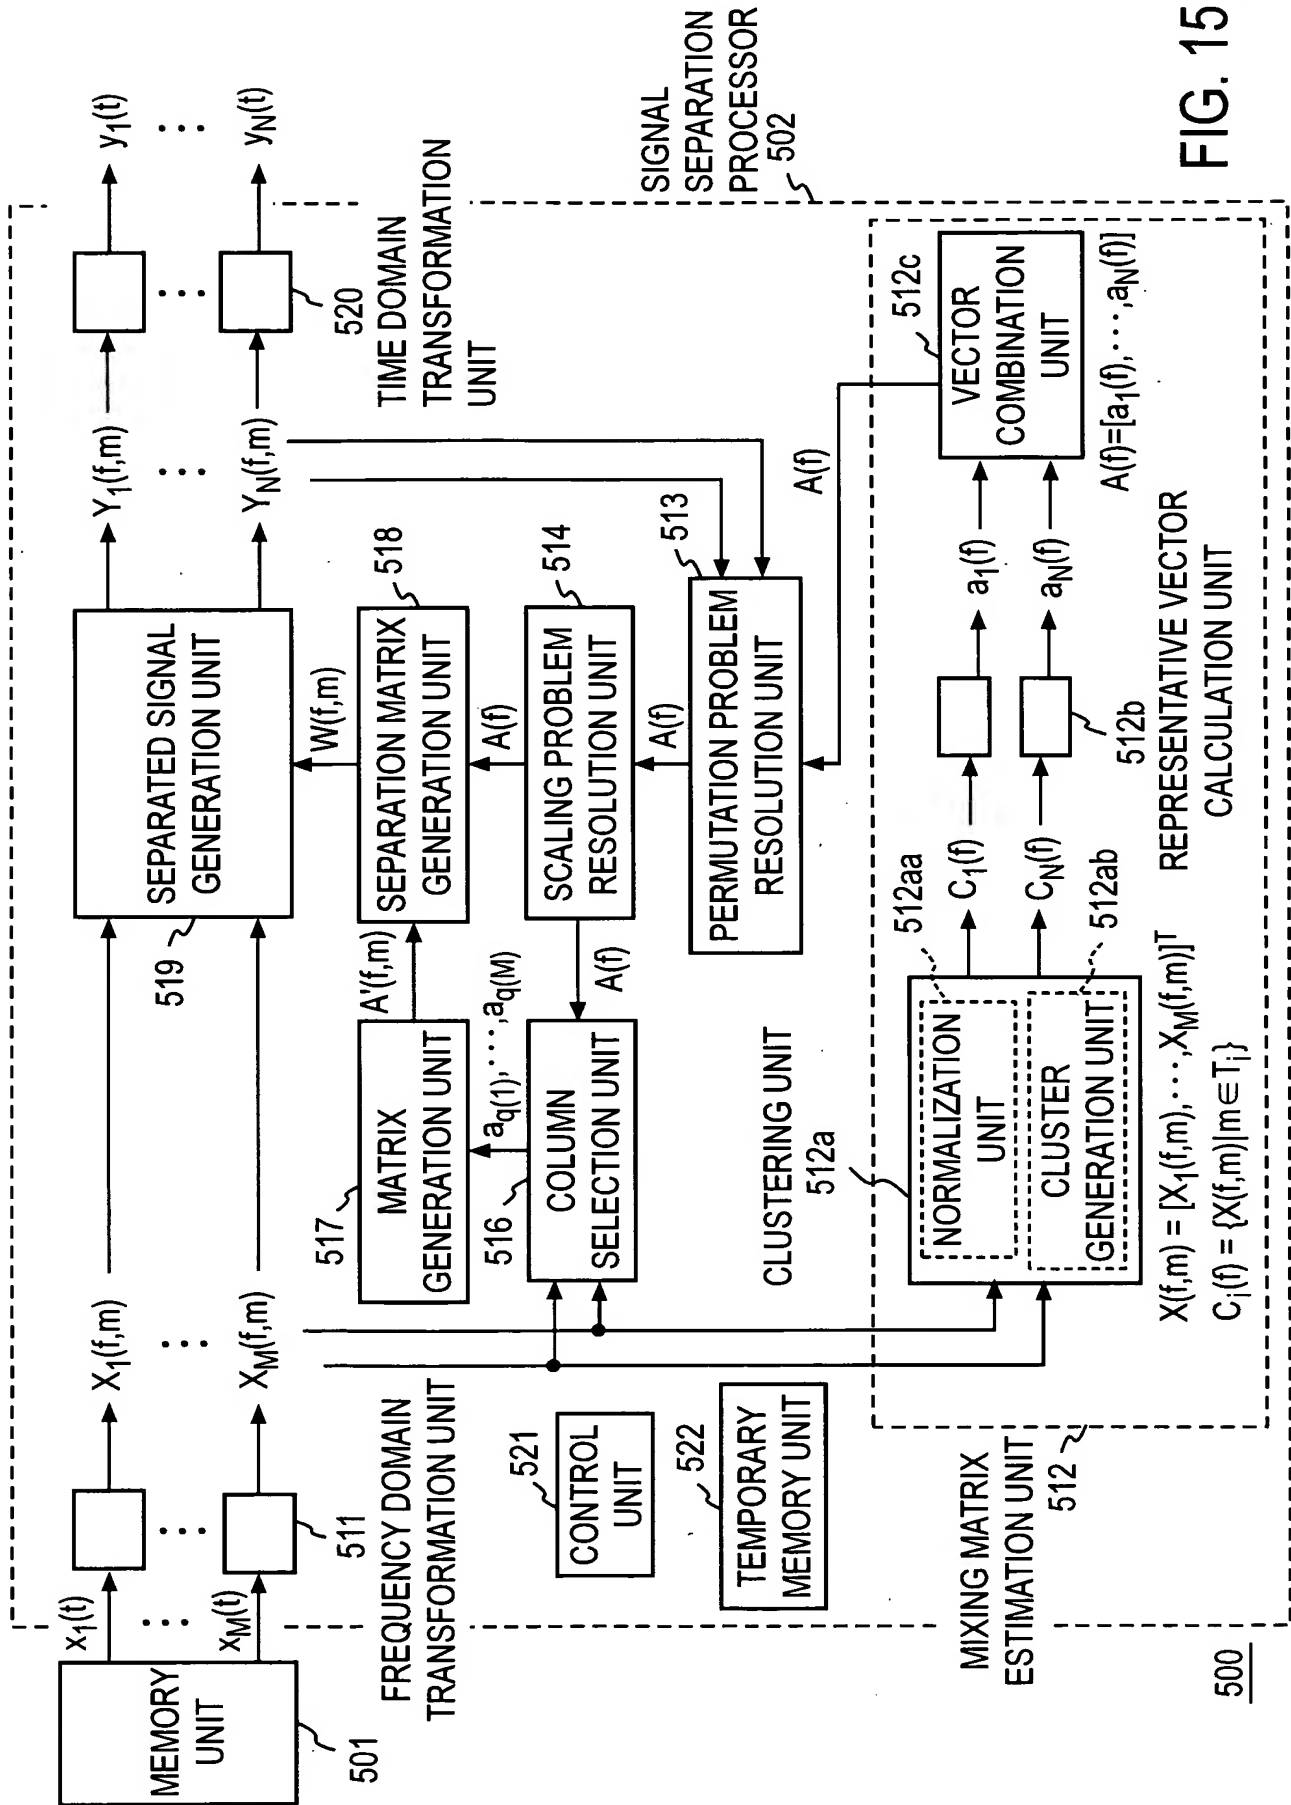 500
MEMORY
UNIT
501
x1(t)
⋯
xM(t)
511
FREQUENCY DOMAIN
TRANSFORMATION UNIT
X1(f,m)
⋯
XM(f,m)
SEPARATED SIGNAL
GENERATION UNIT
519
Y1(f,m)
⋯
YN(f,m)
520
TIME DOMAIN
TRANSFORMATION
UNIT
y1(t)
⋯
yN(t)
SIGNAL
SEPARATION
PROCESSOR
502
W(f,m)
MATRIX
GENERATION UNIT
517
A'(f,m)
SEPARATION MATRIX
GENERATION UNIT
518
aq(1),⋯,aq(M)
A(f)
COLUMN
SELECTION UNIT
516
A(f)
SCALING PROBLEM
RESOLUTION UNIT
514
A(f)
PERMUTATION PROBLEM
RESOLUTION UNIT
513
A(f)
CONTROL
UNIT
521
TEMPORARY
MEMORY UNIT
522
MIXING MATRIX
ESTIMATION UNIT
512
CLUSTERING UNIT
512a
NORMALIZATION
UNIT
512aa
CLUSTER
GENERATION UNIT
512ab
X(f,m) = [X1(f,m),⋯,XM(f,m)]T
Ci(f) = {X(f,m)|m∈Ti}
C1(f)
CN(f)
512b
REPRESENTATIVE VECTOR
CALCULATION UNIT
a1(f)
aN(f)
VECTOR
COMBINATION
UNIT
512c
A(f)=[a1(f),⋯,aN(f)]
FIG. 15